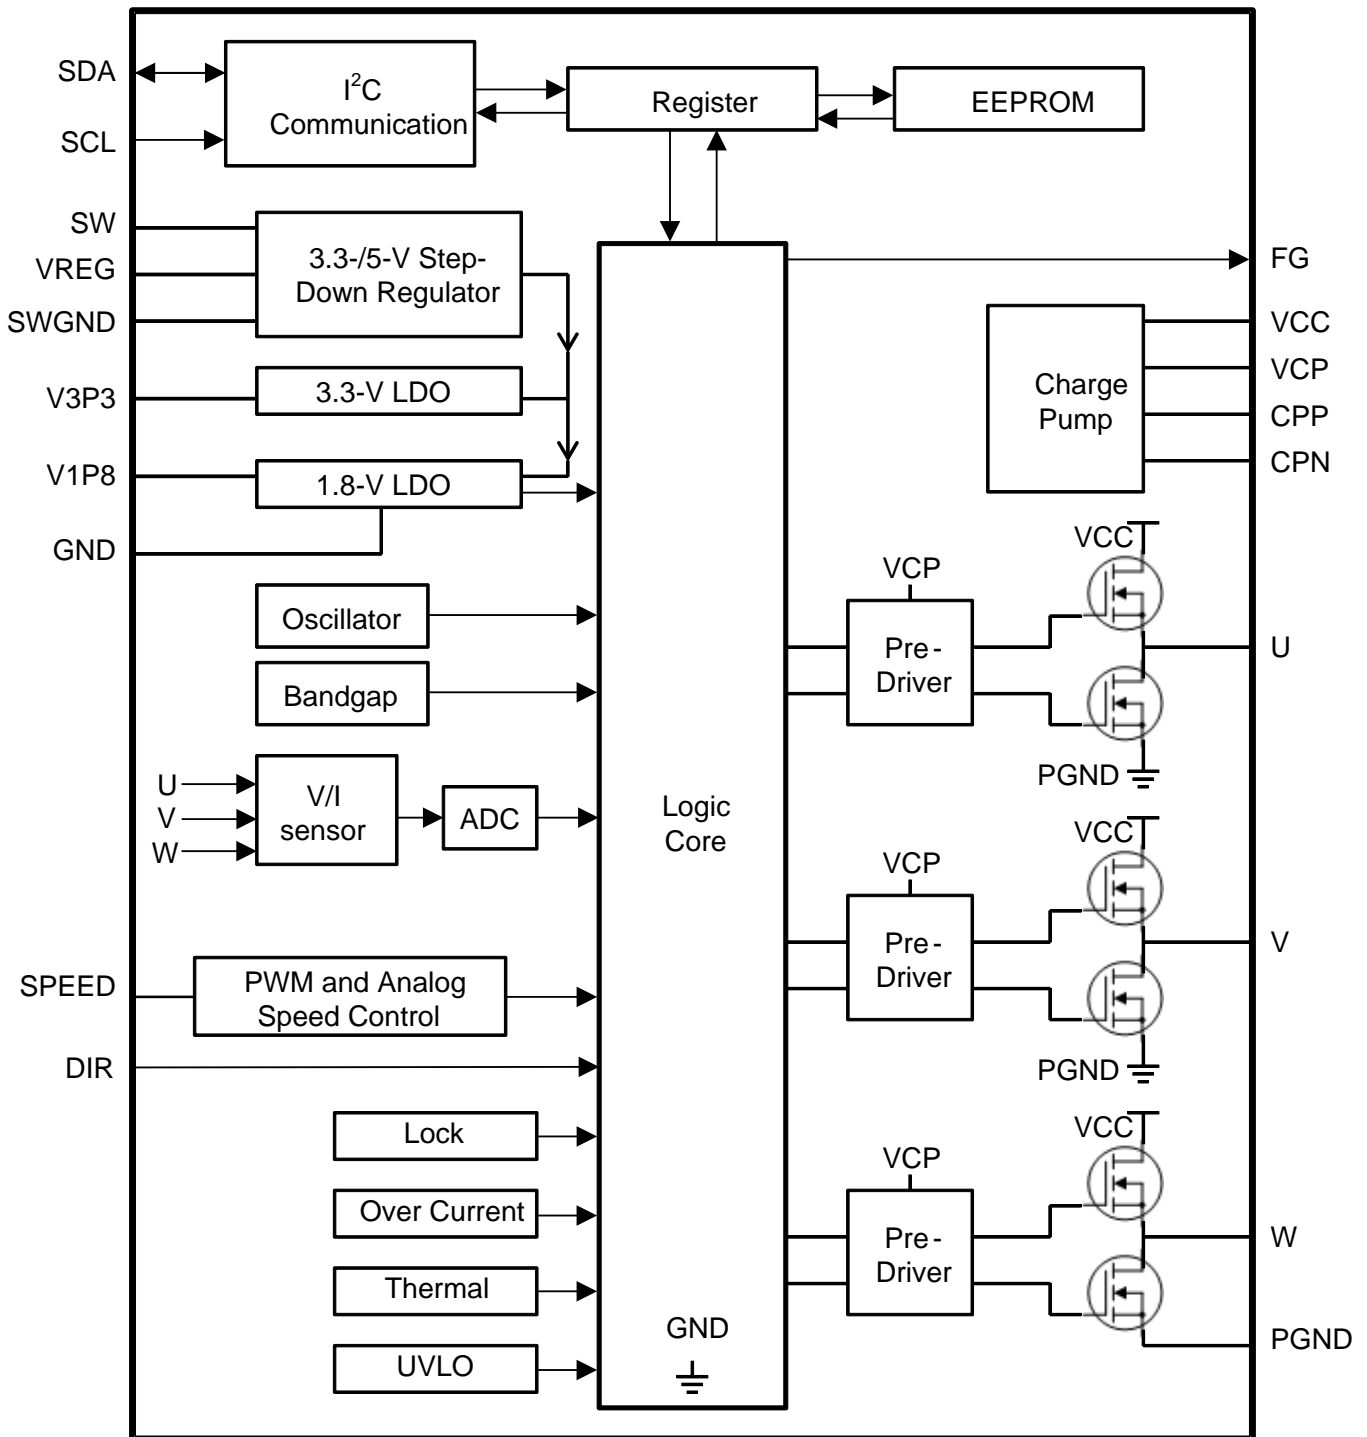 SDA
SCL
I²C
Communication
Register
EEPROM
SW
VREG
SWGND
3.3-/5-V Step-
Down Regulator
V3P3
3.3-V LDO
V1P8
1.8-V LDO
GND
Oscillator
Bandgap
U
V
W
V/I
sensor
ADC
SPEED
PWM and Analog
Speed Control
DIR
Lock
Over Current
Thermal
UVLO
Logic
Core
GND
FG
Charge
Pump
VCC
VCP
CPP
CPN
VCP
Pre-
Driver
VCC
PGND
U
VCP
Pre-
Driver
VCC
PGND
V
VCP
Pre-
Driver
VCC
W
PGND